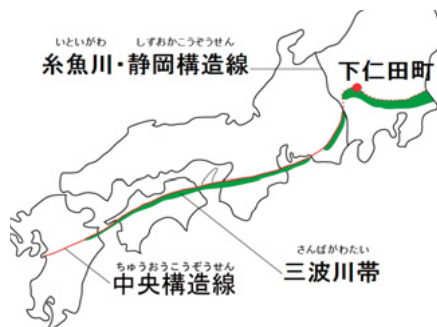 いといがわ しずおかこうぞうせん
糸魚川・静岡構造線
下仁田町
さんばがわたい
三波川帯
ちゅうおうこうぞうせん
中央構造線